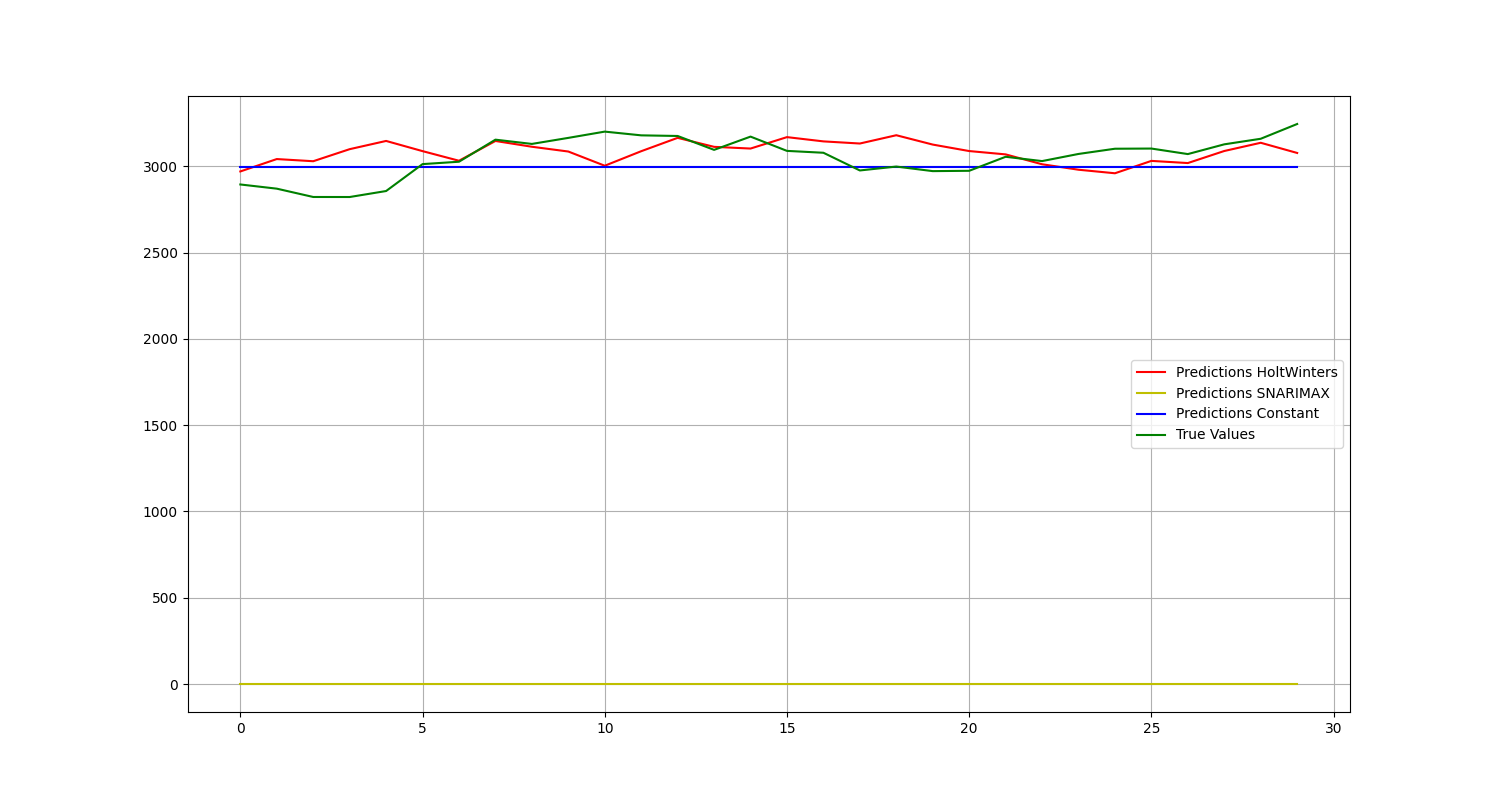 3000
2500
2000
1500
1000
500
0
Predictions HoltWinters
Predictions SNARIMAX
Predictions Constant
True Values
0 5 10 15 20 25 30